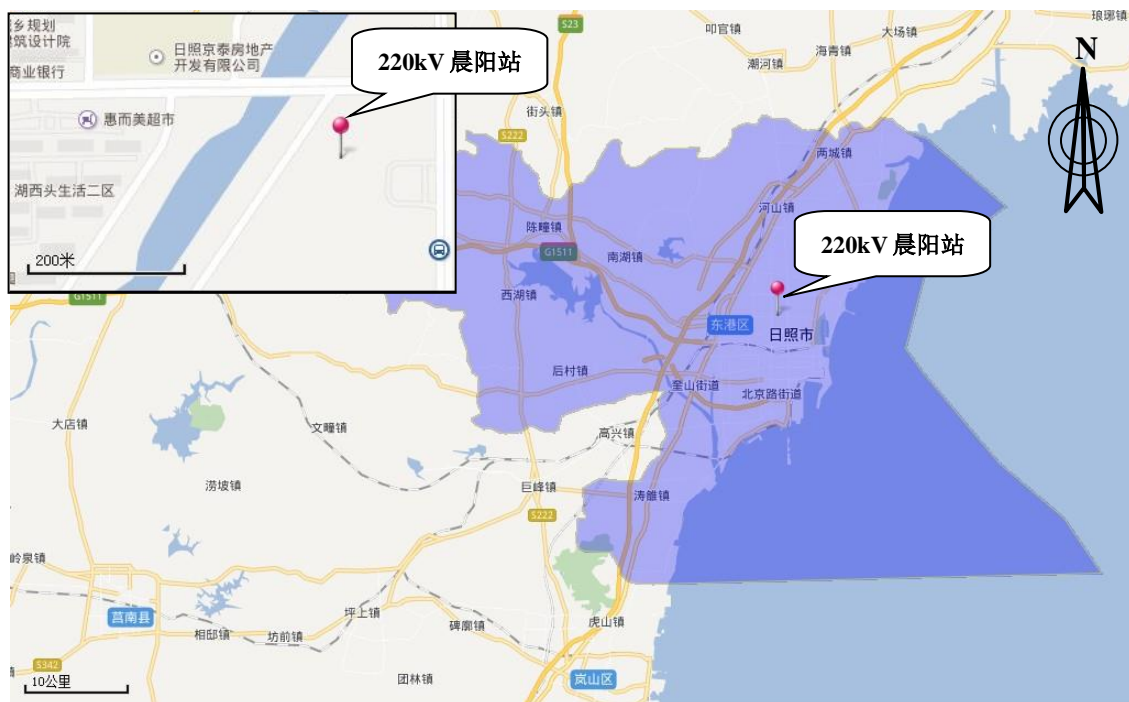 乡规划
筑设计院
商业银行
日照京泰房地产
开发有限公司
220kV 晨阳站
惠而美超市
湖西头生活二区
200米
S23
叩官镇
大场镇
琅琊镇
海青镇
潮河镇
N
街头镇
S222
两城镇
河山镇
陈疃镇
G1511
南湖镇
220kV 晨阳站
G1511
西湖镇
东港区
日照市
后村镇
奎山街道
北京路街道
大店镇
文疃镇
高兴镇
涝坡镇
巨峰镇
涛雒镇
S222
岭泉镇
莒南县
相邸镇
坊前镇
坪上镇
碑廓镇
虎山镇
S342
团林镇
岚山区
10公里